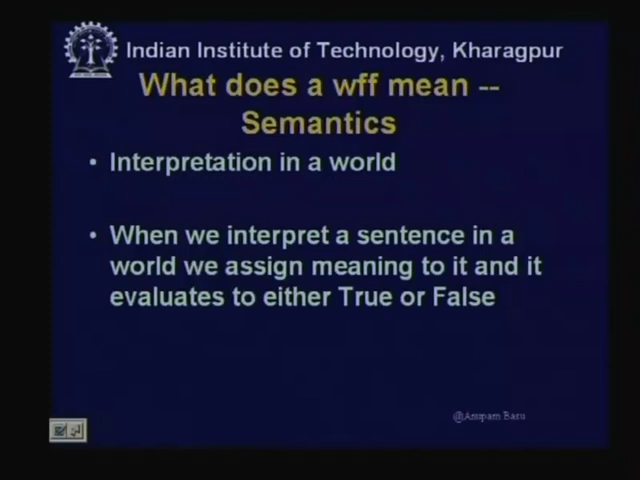 Indian Institute of Technology, Kharagpur
What does a wff mean --
Semantics
• Interpretation in a world
• When we interpret a sentence in a
world we assign meaning to it and it
evaluates to either True or False
@Anupam Basu